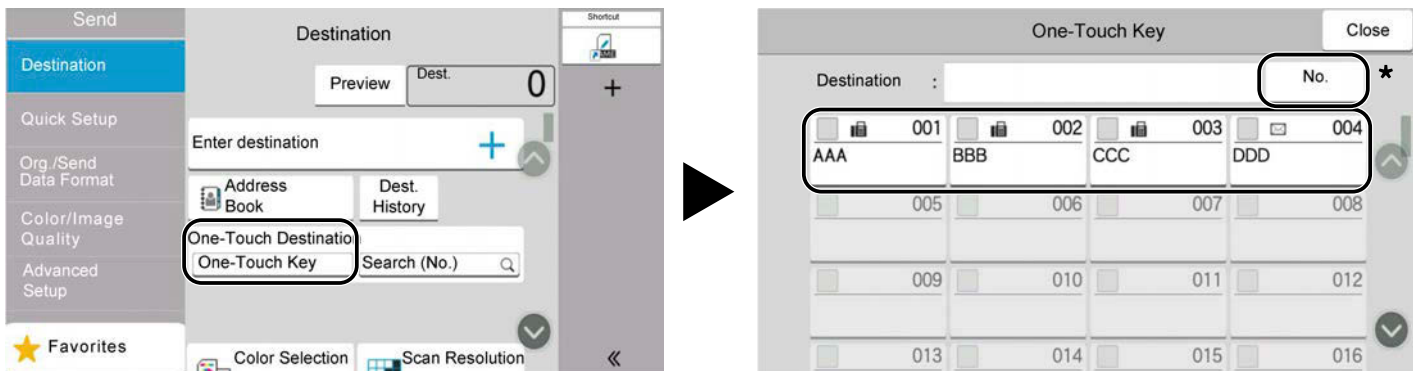 Send
Destination
Quick Setup
Org./Send
Data Format
Color/Image
Quality
Advanced
Setup
Favorites
Destination
Preview
Dest.
0
Enter destination
Address
Book
Dest.
History
One-Touch Destination
One-Touch Key
Search (No.)
Color Selection
Scan Resolution
Shortcut
+
«
One-Touch Key
Close
Destination :
No.
*
001 002 003 004
AAA BBB CCC DDD
005 006 007 008
009 010 011 012
013 014 015 016